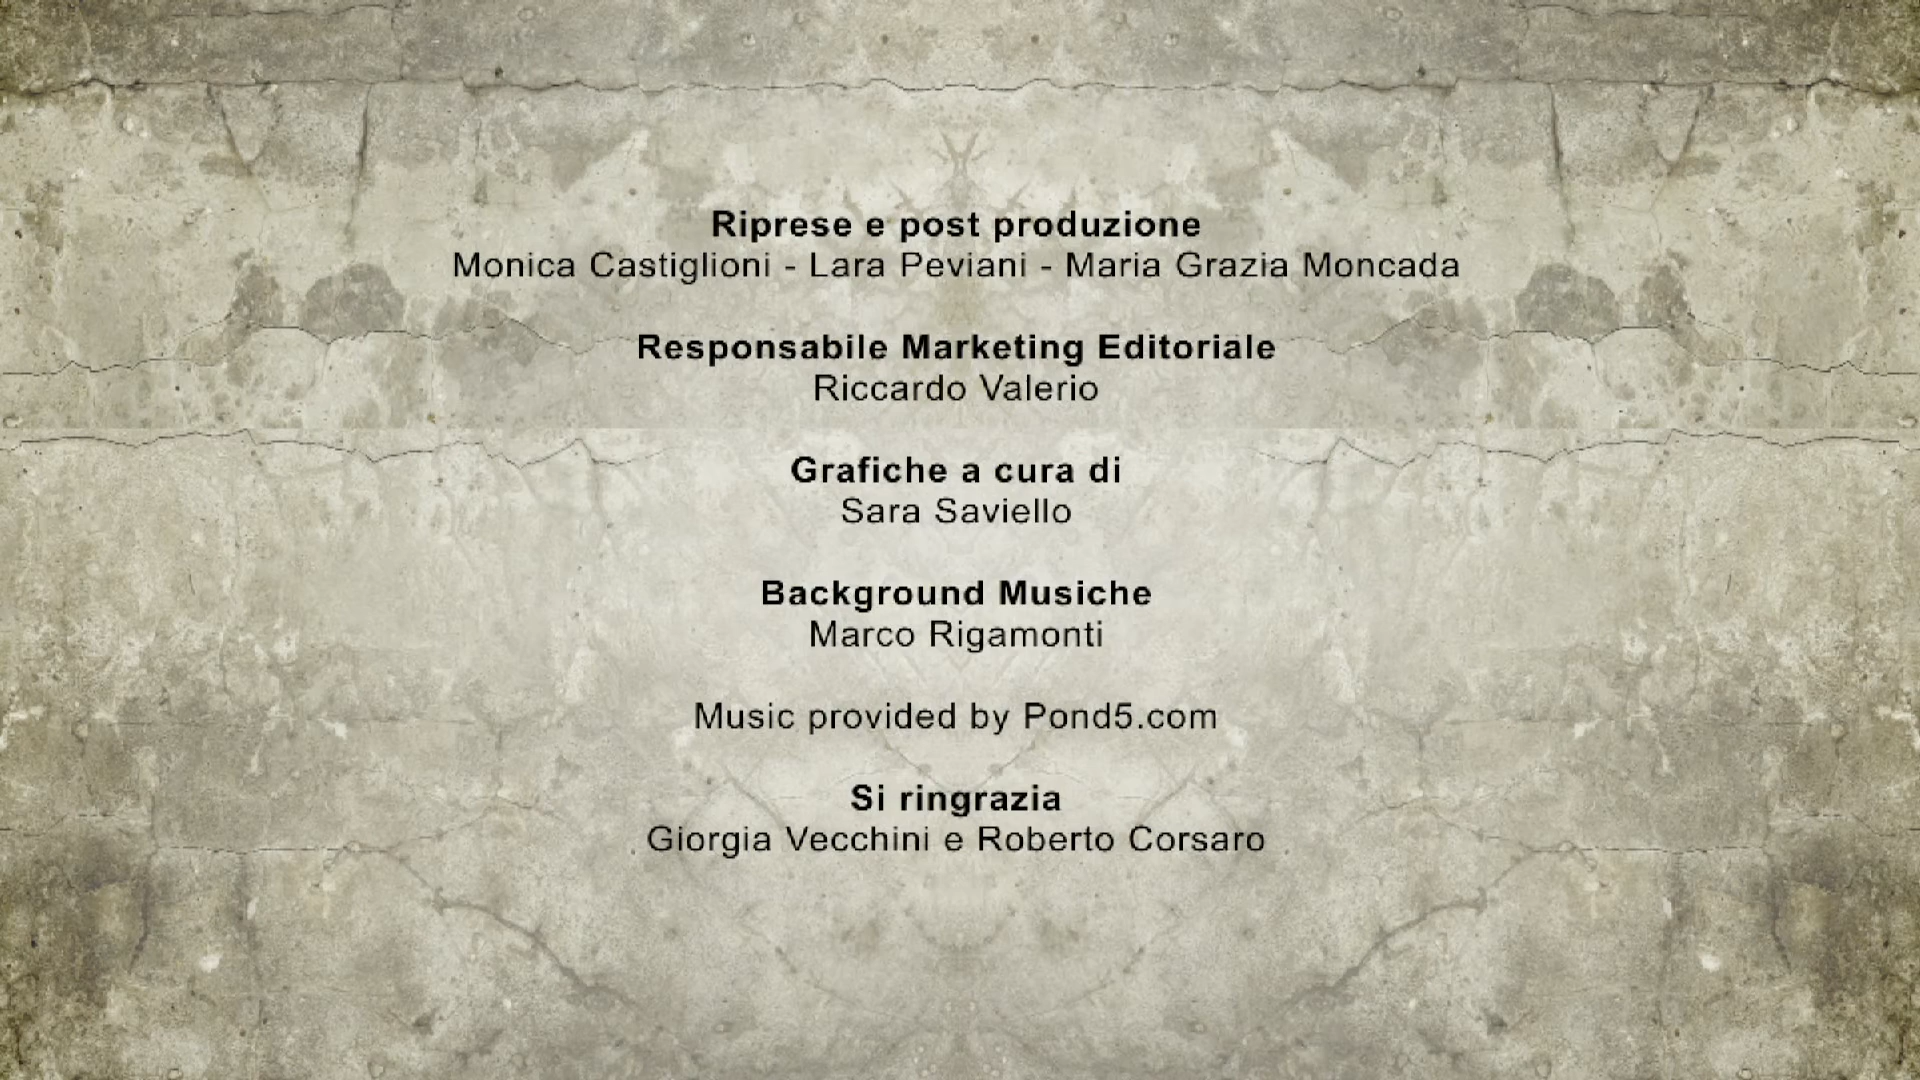 Riprese e post produzione
Monica Castiglioni - Lara Peviani - Maria Grazia Moncada
Responsabile Marketing Editoriale
Riccardo Valerio
Grafiche a cura di
Sara Saviello
Background Musiche
Marco Rigamonti
Music provided by Pond5.com
Si ringrazia
Giorgia Vecchini e Roberto Corsaro